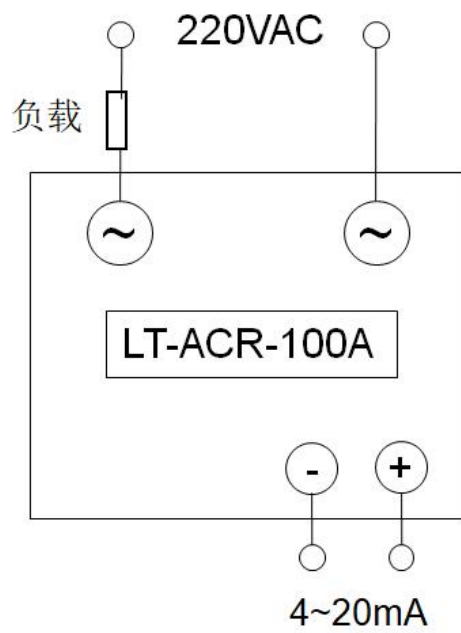 220VAC
负载
~ ~
LT-ACR-100A
- +
4~20mA